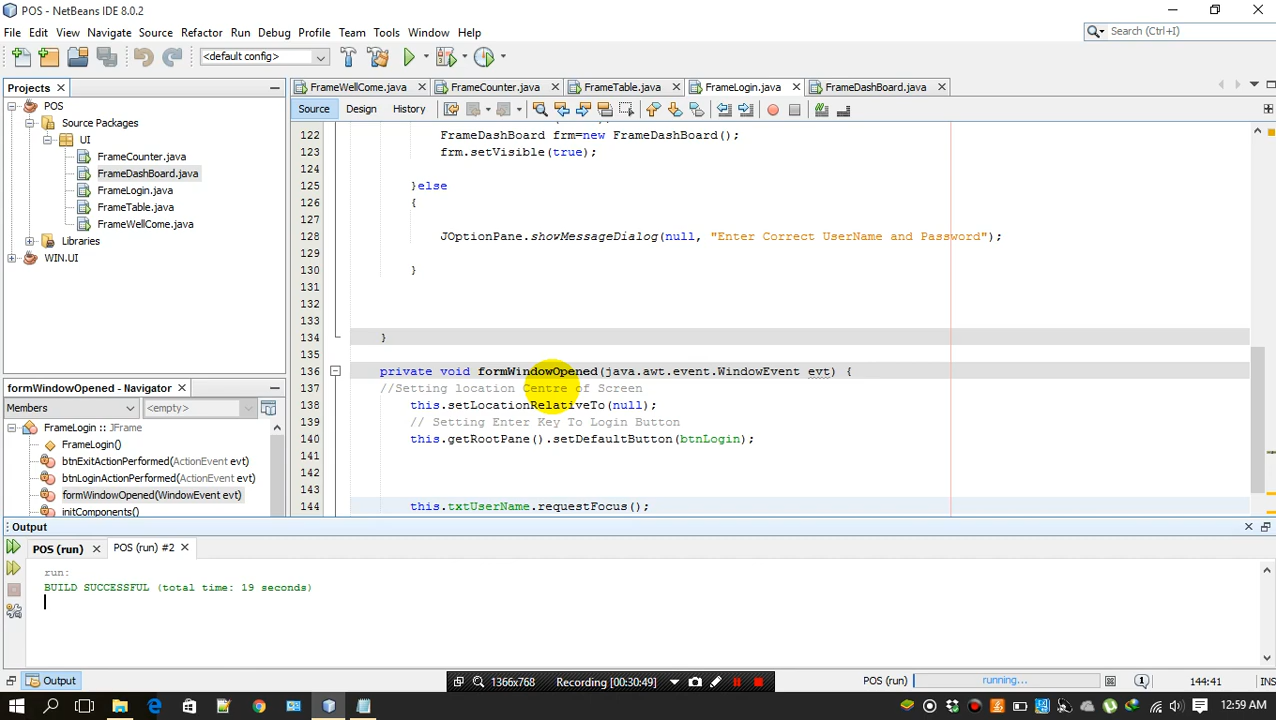 POS - NetBeans IDE 8.0.2
File Edit View Navigate Source Refactor Run Debug Profile Team Tools Window Help
Search (Ctrl+I)
<default config>
Projects
FrameWellCome.java FrameCounter.java FrameTable.java FrameLogin.java FrameDashBoard.java
POS
Source Packages
UI
FrameCounter.java
FrameDashBoard.java
FrameLogin.java
FrameTable.java
FrameWellCome.java
Libraries
WIN.UI
Source Design History
122 FrameDashBoard frm=new FrameDashBoard();
123 frm.setVisible(true);
124
125 }else
126 {
127
128 JOptionPane.showMessageDialog(null, "Enter Correct UserName and Password");
129
130 }
131
132
133
134 }
135
136 private void formWindowOpened(java.awt.event.WindowEvent evt) {
137 //Setting location Centre of Screen
138 this.setLocationRelativeTo(null);
139 // Setting Enter Key To Login Button
140 this.getRootPane().setDefaultButton(btnLogin);
141
142
143
144 this.txtUserName.requestFocus();
formWindowOpened - Navigator
Members <empty>
FrameLogin :: JFrame
FrameLogin()
btnExitActionPerformed(ActionEvent evt)
btnLoginActionPerformed(ActionEvent evt)
formWindowOpened(WindowEvent evt)
initComponents()
Output
POS (run) POS (run) #2
run:
BUILD SUCCESSFUL (total time: 19 seconds)
Output
1366x768 Recording [00:30:49]
POS (run) running... 144:41 INS
12:59 AM